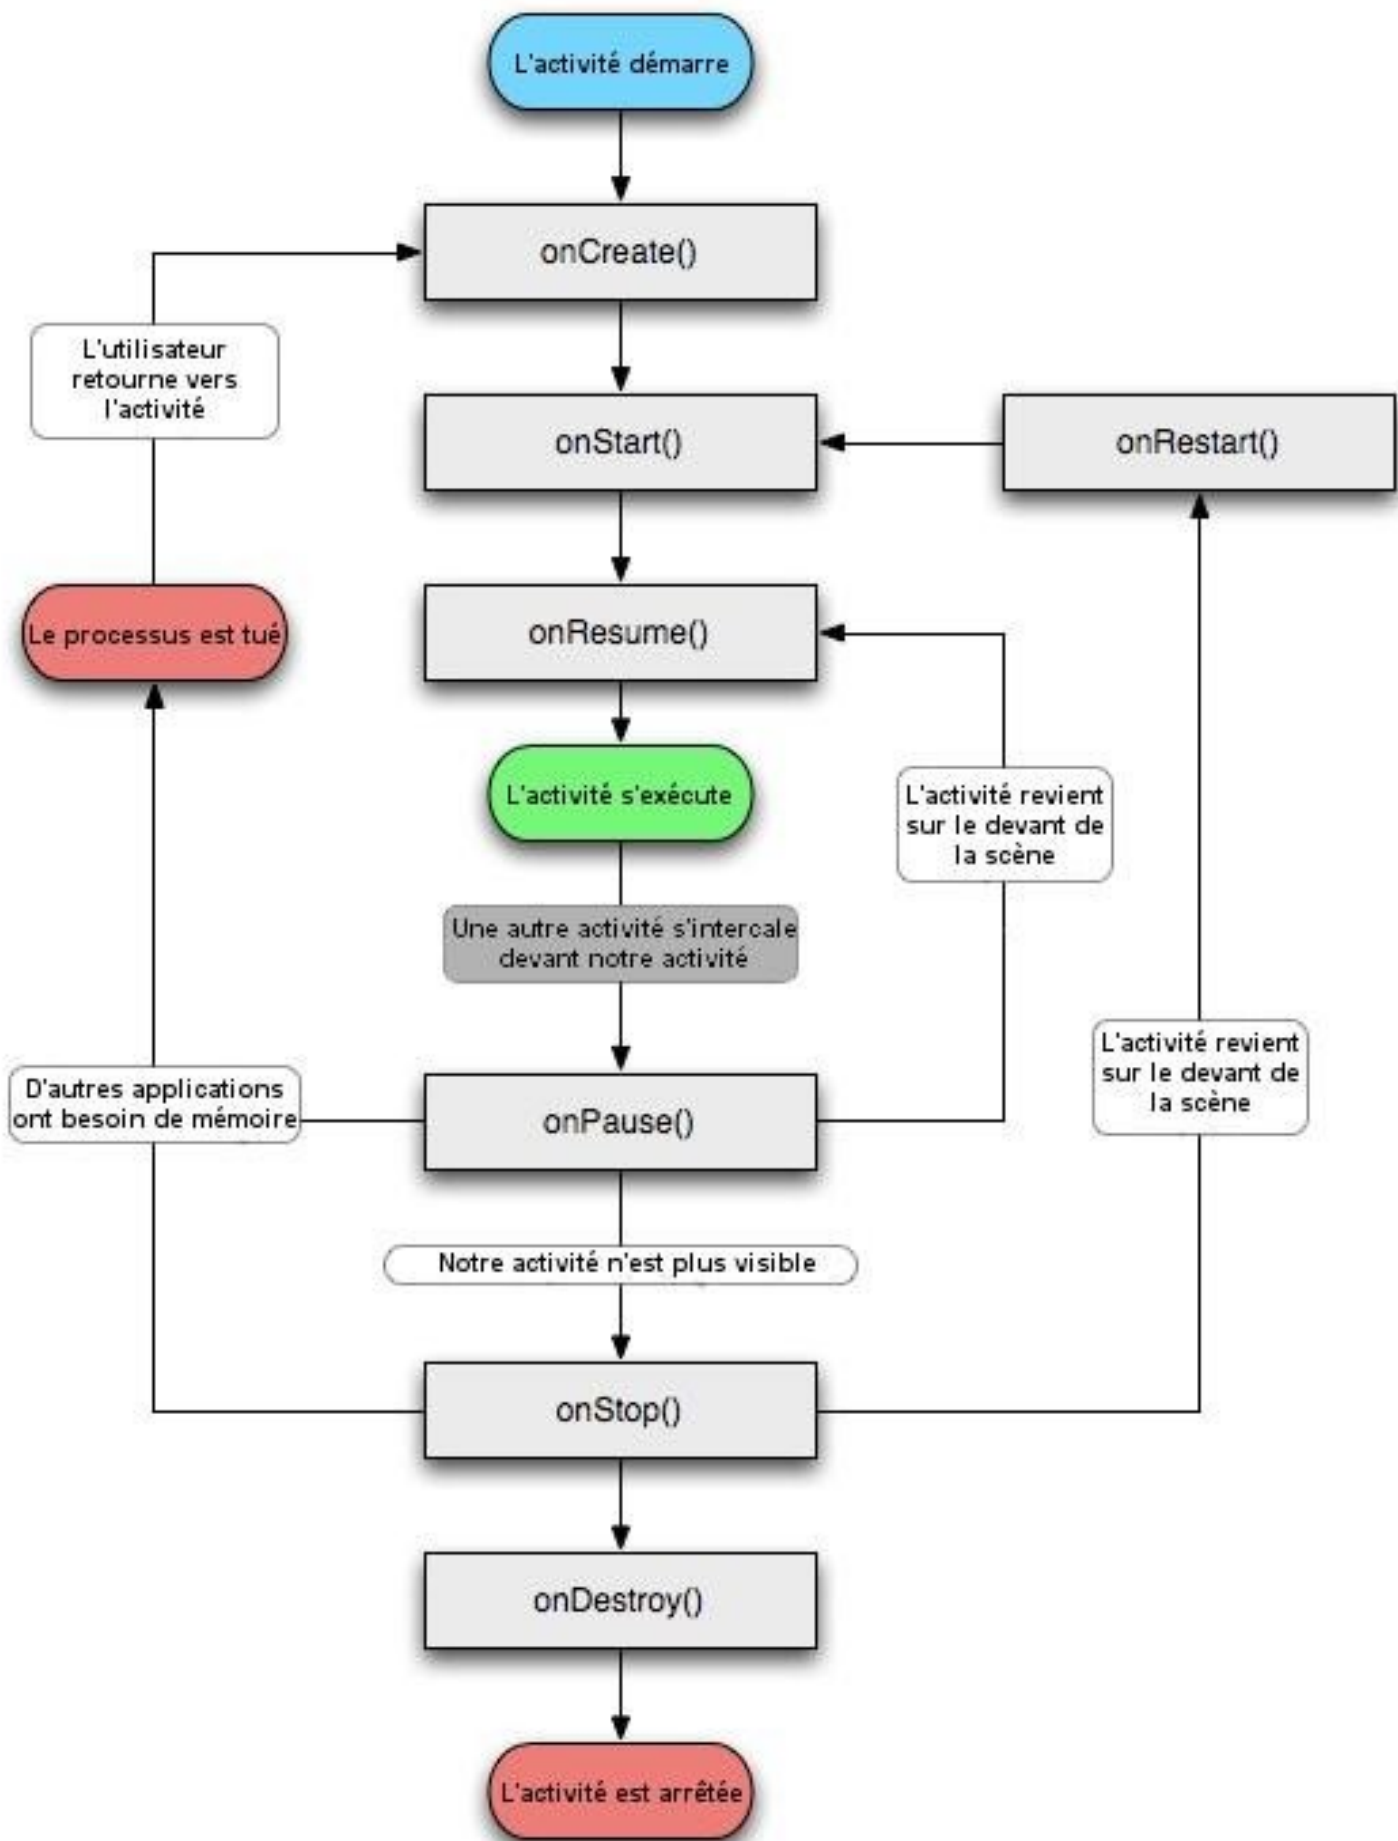 L'activité démarre
onCreate()
L'utilisateur
retourne vers
l'activité
onStart()
onRestart()
onResume()
Le processus est tué
L'activité s'exécute
L'activité revient
sur le devant de
la scène
Une autre activité s'intercale
devant notre activité
L'activité revient
sur le devant de
la scène
D'autres applications
ont besoin de mémoire
onPause()
Notre activité n'est plus visible
onStop()
onDestroy()
L'activité est arrêtée